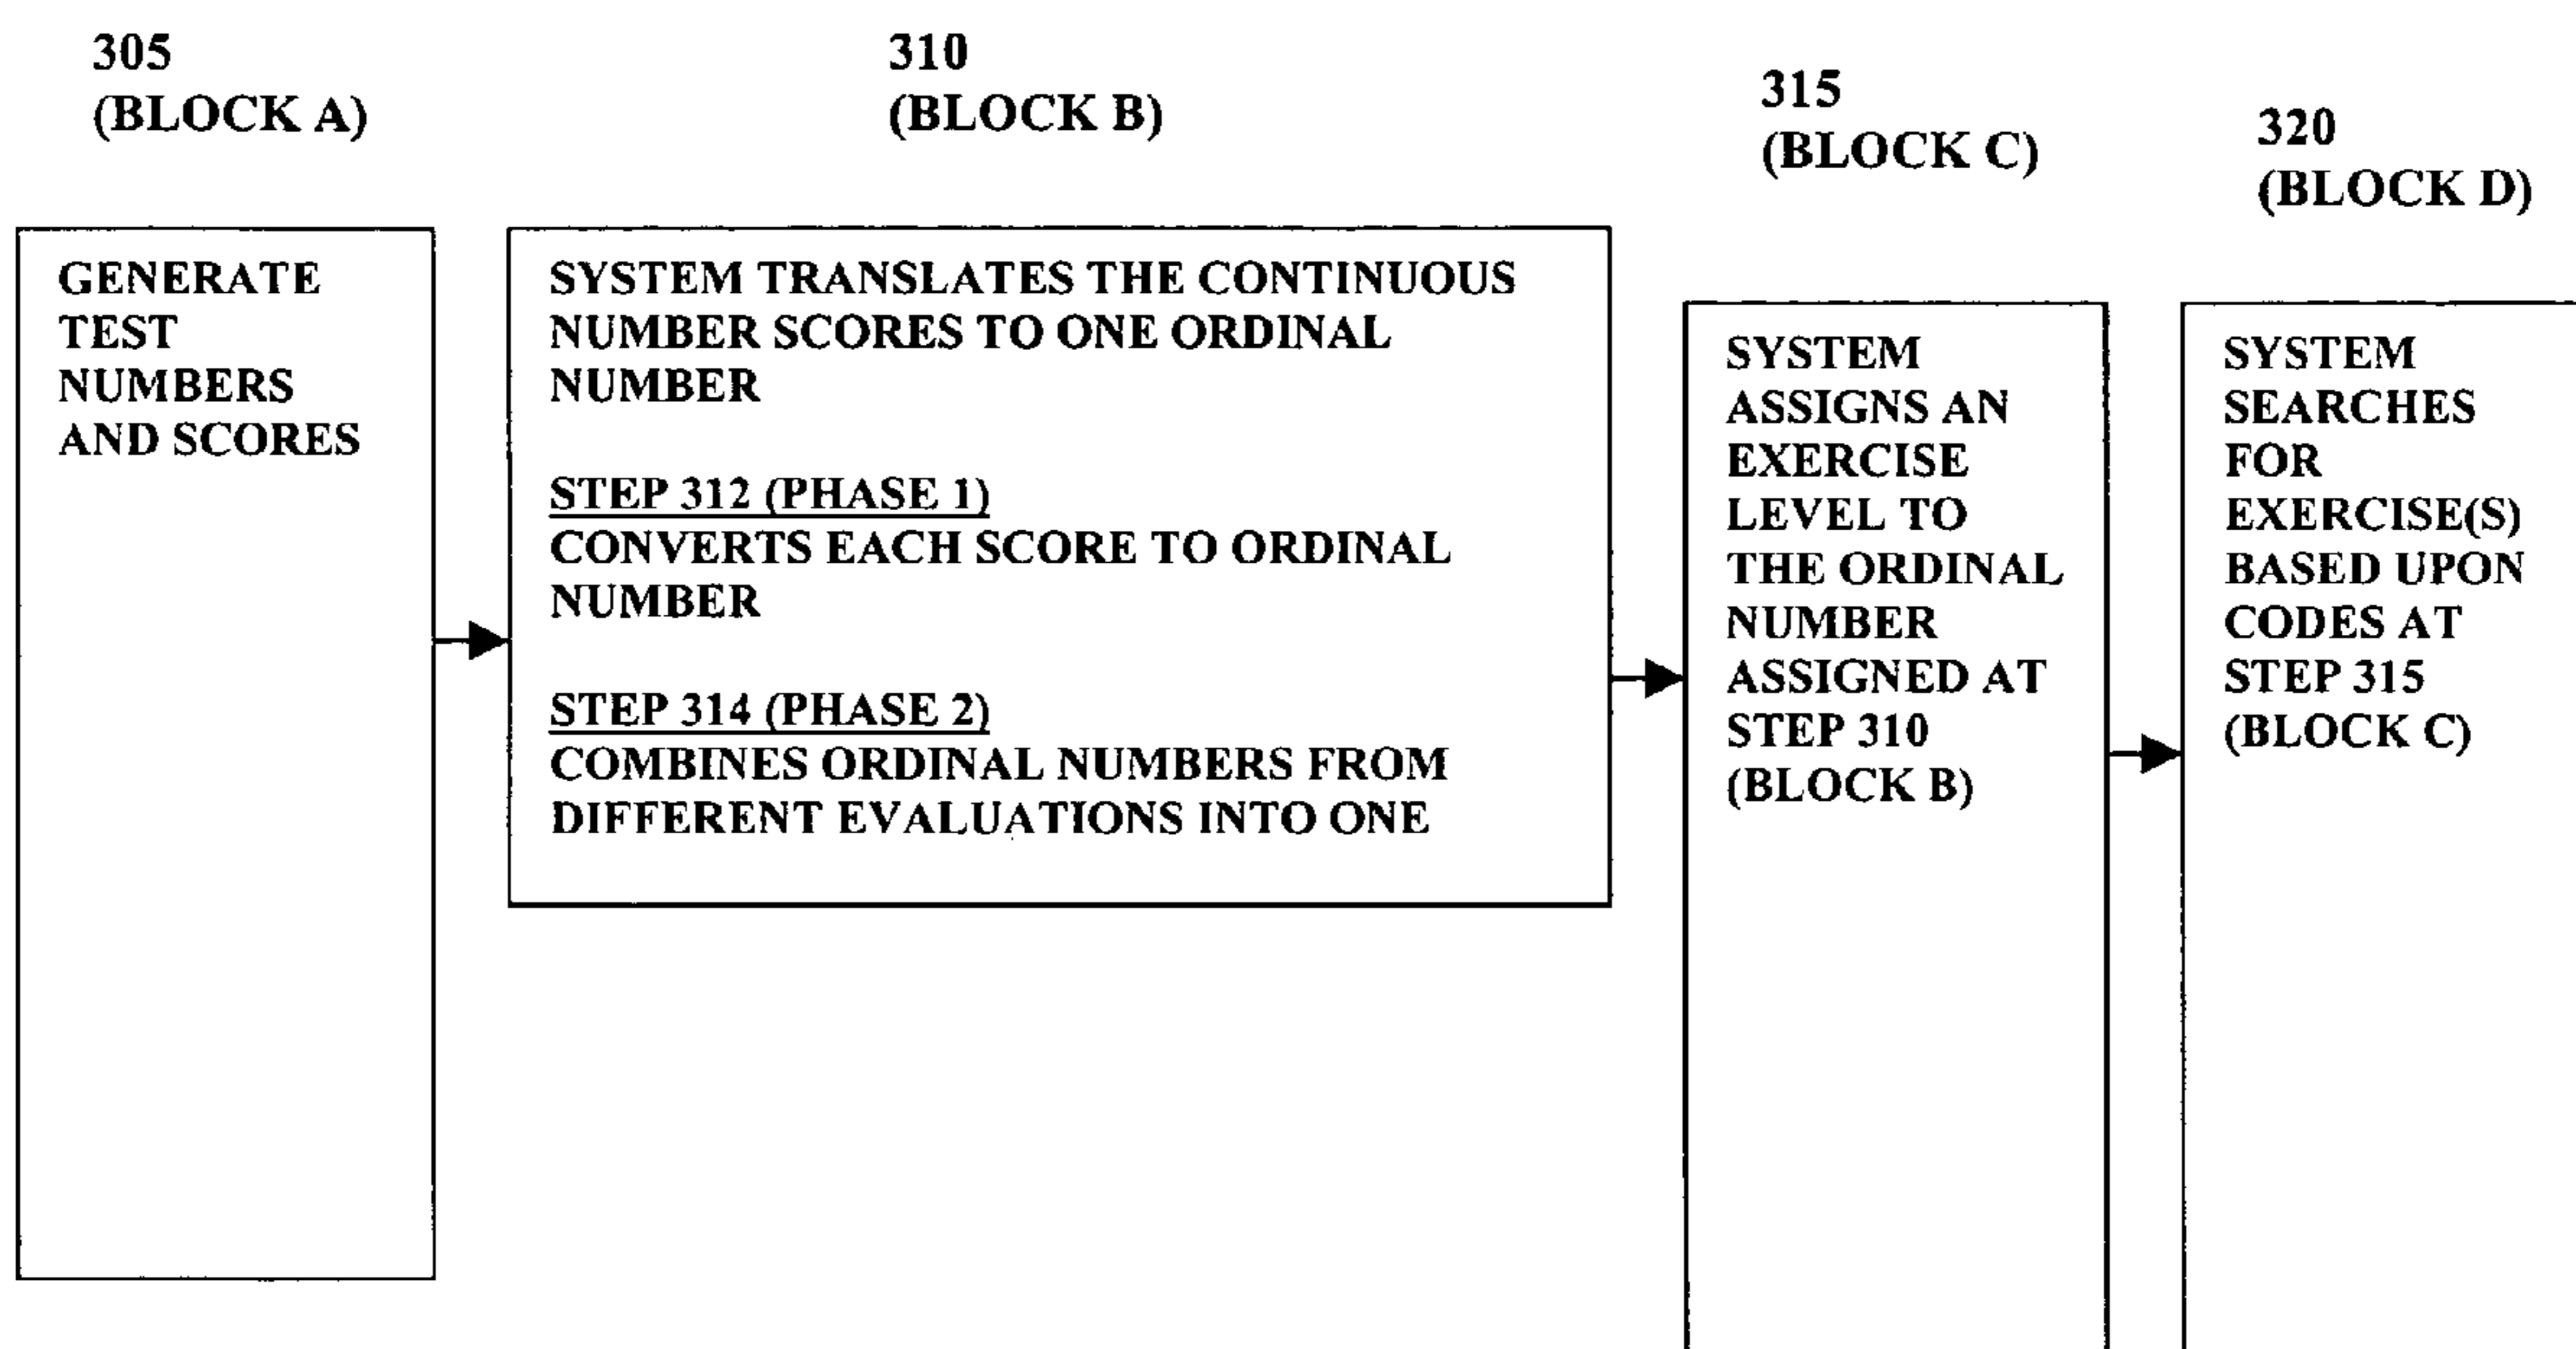 305
(BLOCK A)
310
(BLOCK B)
315
(BLOCK C)
320
(BLOCK D)
GENERATE
TEST
NUMBERS
AND SCORES
SYSTEM TRANSLATES THE CONTINUOUS
NUMBER SCORES TO ONE ORDINAL
NUMBER
STEP 312 (PHASE 1)
CONVERTS EACH SCORE TO ORDINAL
NUMBER
STEP 314 (PHASE 2)
COMBINES ORDINAL NUMBERS FROM
DIFFERENT EVALUATIONS INTO ONE
SYSTEM
ASSIGNS AN
EXERCISE
LEVEL TO
THE ORDINAL
NUMBER
ASSIGNED AT
STEP 310
(BLOCK B)
SYSTEM
SEARCHES
FOR
EXERCISE(S)
BASED UPON
CODES AT
STEP 315
(BLOCK C)